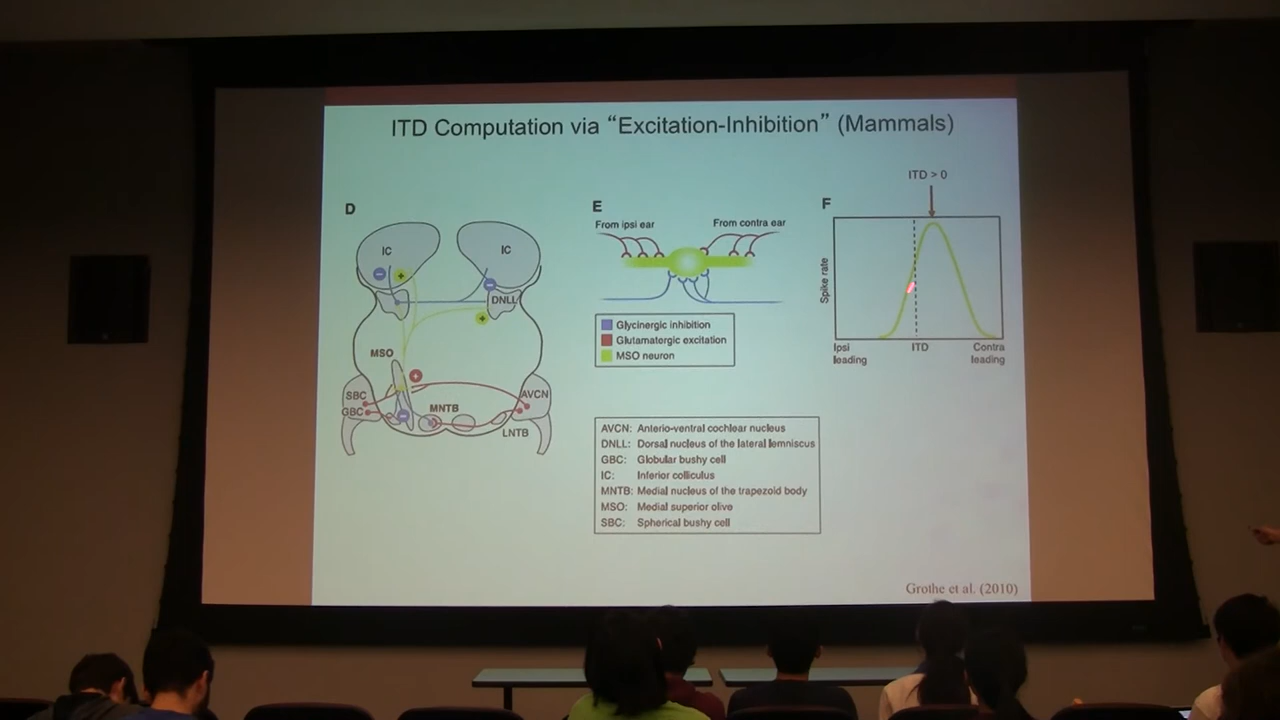 ITD Computation via “Excitation-Inhibition” (Mammals)
D
IC
IC
DNLL
MSO
SBC
GBC
MNTB
AVCN
LNTB
E
From ipsi ear
From contra ear
Glycinergic inhibition
Glutamatergic excitation
MSO neuron
F
ITD > 0
Spike rate
Ipsi leading
ITD
Contra leading
AVCN: Anterio-ventral cochlear nucleus
DNLL: Dorsal nucleus of the lateral lemniscus
GBC: Globular bushy cell
IC: Inferior colliculus
MNTB: Medial nucleus of the trapezoid body
MSO: Medial superior olive
SBC: Spherical bushy cell
Grothe et al. (2010)